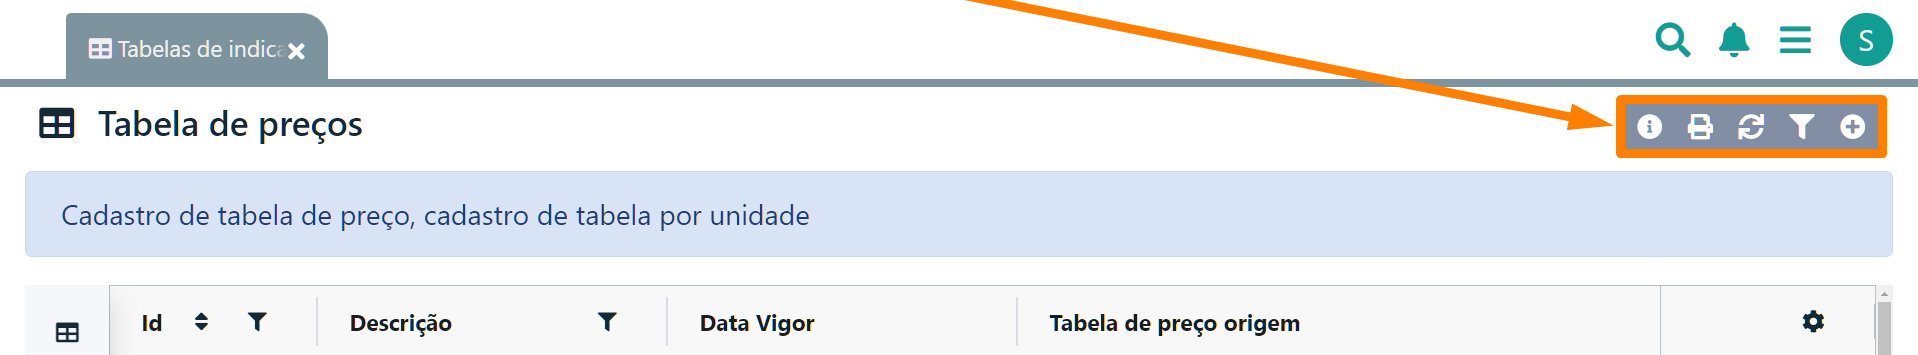 Tabelas de indica
S
Tabela de preços
Cadastro de tabela de preço, cadastro de tabela por unidade
Id Descrição Data Vigor Tabela de preço origem